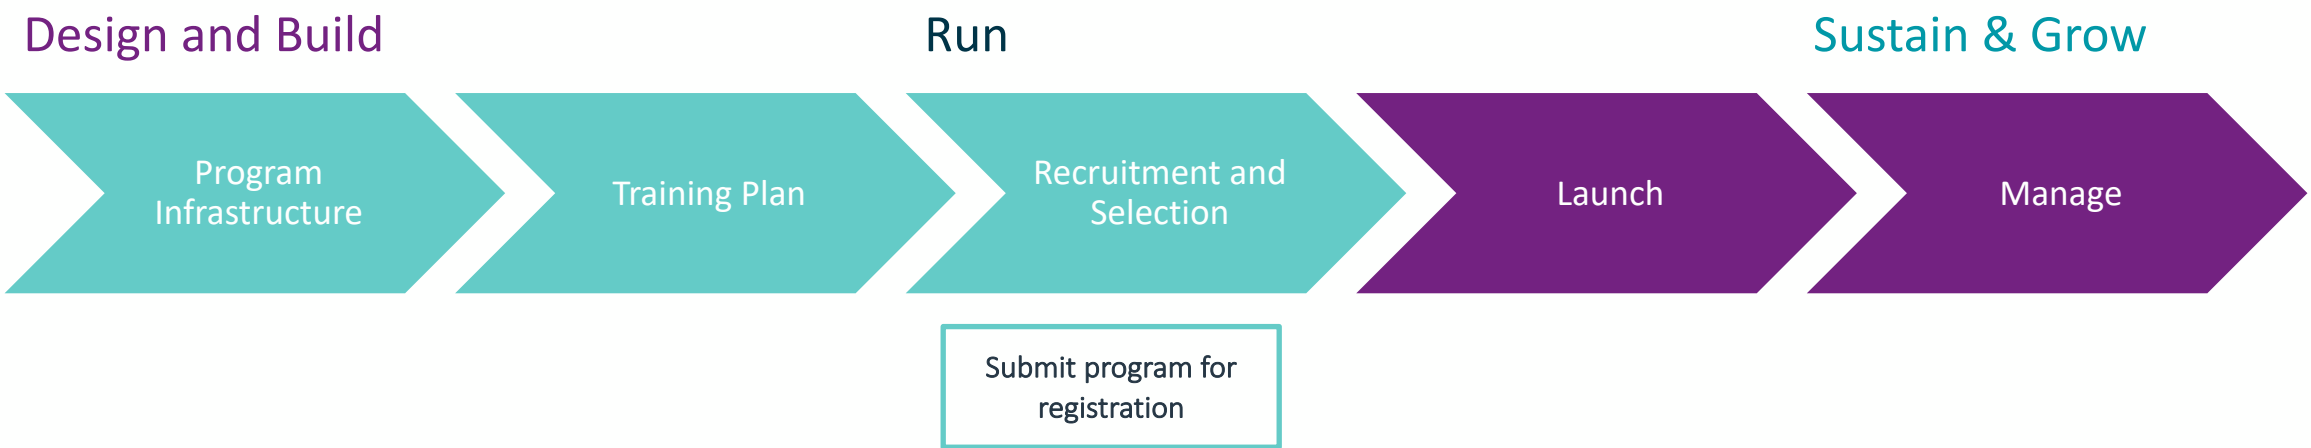 Design and Build
Run
Sustain & Grow
Program
Infrastructure
Training Plan
Recruitment and
Selection
Launch
Manage
Submit program for
registration